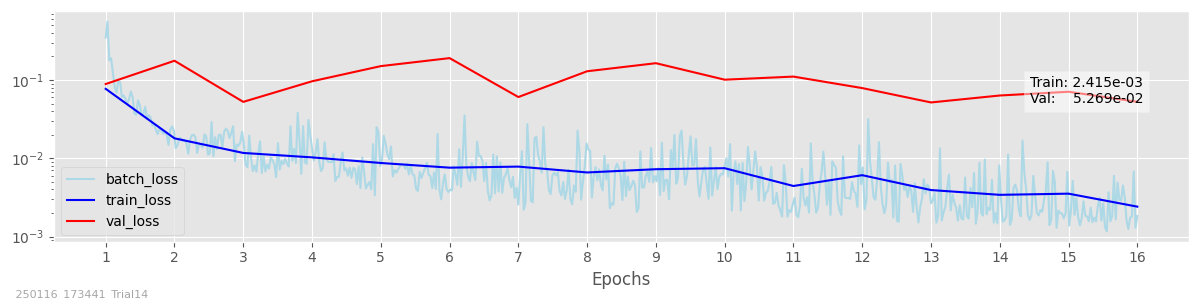 10⁻¹
10⁻²
10⁻³
Train: 2.415e-03
Val: 5.269e-02
batch_loss
train_loss
val_loss
1 2 3 4 5 6 7 8 9 10 11 12 13 14 15 16
Epochs
250116_173441_Trial14